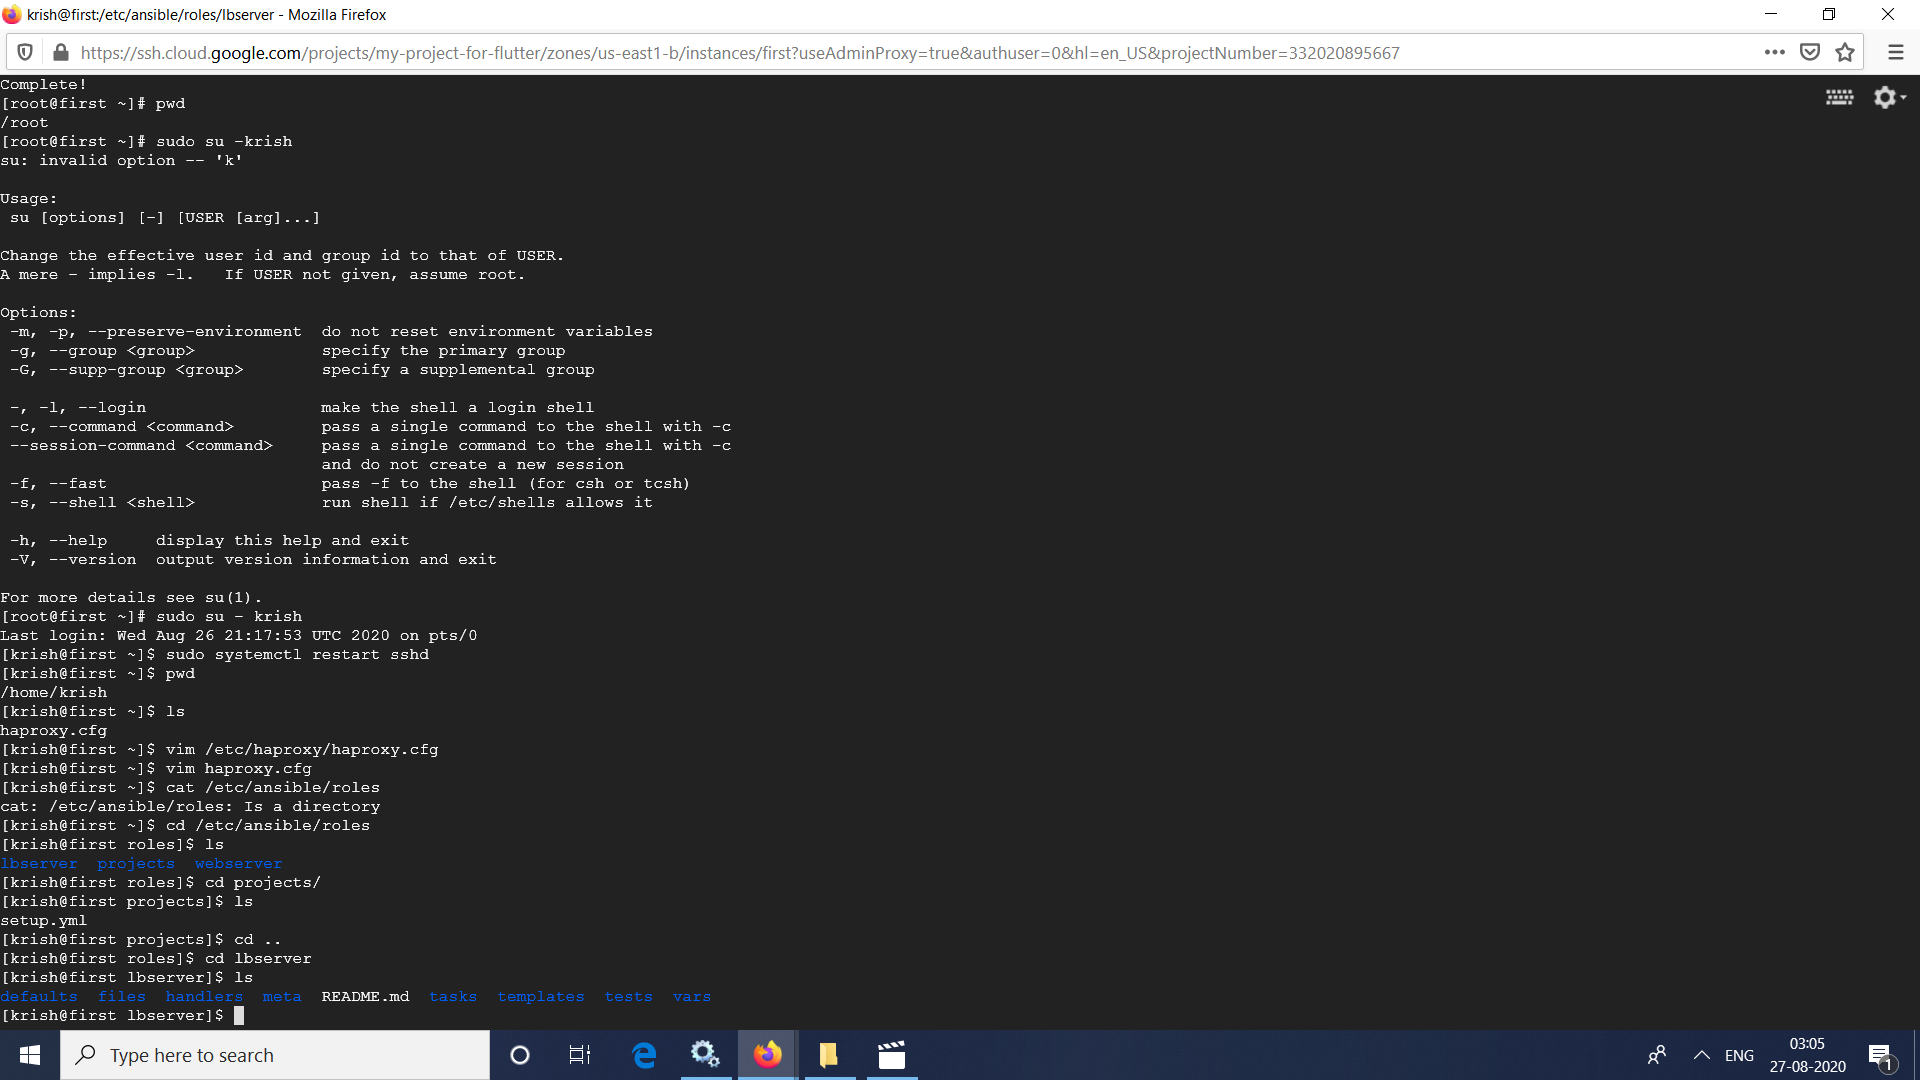 krish@first:/etc/ansible/roles/lbserver - Mozilla Firefox
https://ssh.cloud.google.com/projects/my-project-for-flutter/zones/us-east1-b/instances/first?useAdminProxy=true&authuser=0&hl=en_US&projectNumber=332020895667
Complete!
[root@first ~]# pwd
/root
[root@first ~]# sudo su -krish
su: invalid option -- 'k'
Usage:
 su [options] [-] [USER [arg]...]
Change the effective user id and group id to that of USER.
A mere - implies -l.   If USER not given, assume root.
Options:
 -m, -p, --preserve-environment  do not reset environment variables
 -g, --group <group>             specify the primary group
 -G, --supp-group <group>        specify a supplemental group
 -, -l, --login                  make the shell a login shell
 -c, --command <command>         pass a single command to the shell with -c
 --session-command <command>     pass a single command to the shell with -c
                                 and do not create a new session
 -f, --fast                      pass -f to the shell (for csh or tcsh)
 -s, --shell <shell>             run shell if /etc/shells allows it
 -h, --help     display this help and exit
 -V, --version  output version information and exit
For more details see su(1).
[root@first ~]# sudo su - krish
Last login: Wed Aug 26 21:17:53 UTC 2020 on pts/0
[krish@first ~]$ sudo systemctl restart sshd
[krish@first ~]$ pwd
/home/krish
[krish@first ~]$ ls
haproxy.cfg
[krish@first ~]$ vim /etc/haproxy/haproxy.cfg
[krish@first ~]$ vim haproxy.cfg
[krish@first ~]$ cat /etc/ansible/roles
cat: /etc/ansible/roles: Is a directory
[krish@first ~]$ cd /etc/ansible/roles
[krish@first roles]$ ls
lbserver  projects  webserver
[krish@first roles]$ cd projects/
[krish@first projects]$ ls
setup.yml
[krish@first projects]$ cd ..
[krish@first roles]$ cd lbserver
[krish@first lbserver]$ ls
defaults  files  handlers  meta  README.md  tasks  templates  tests  vars
[krish@first lbserver]$
Type here to search
ENG
03:05
27-08-2020
1